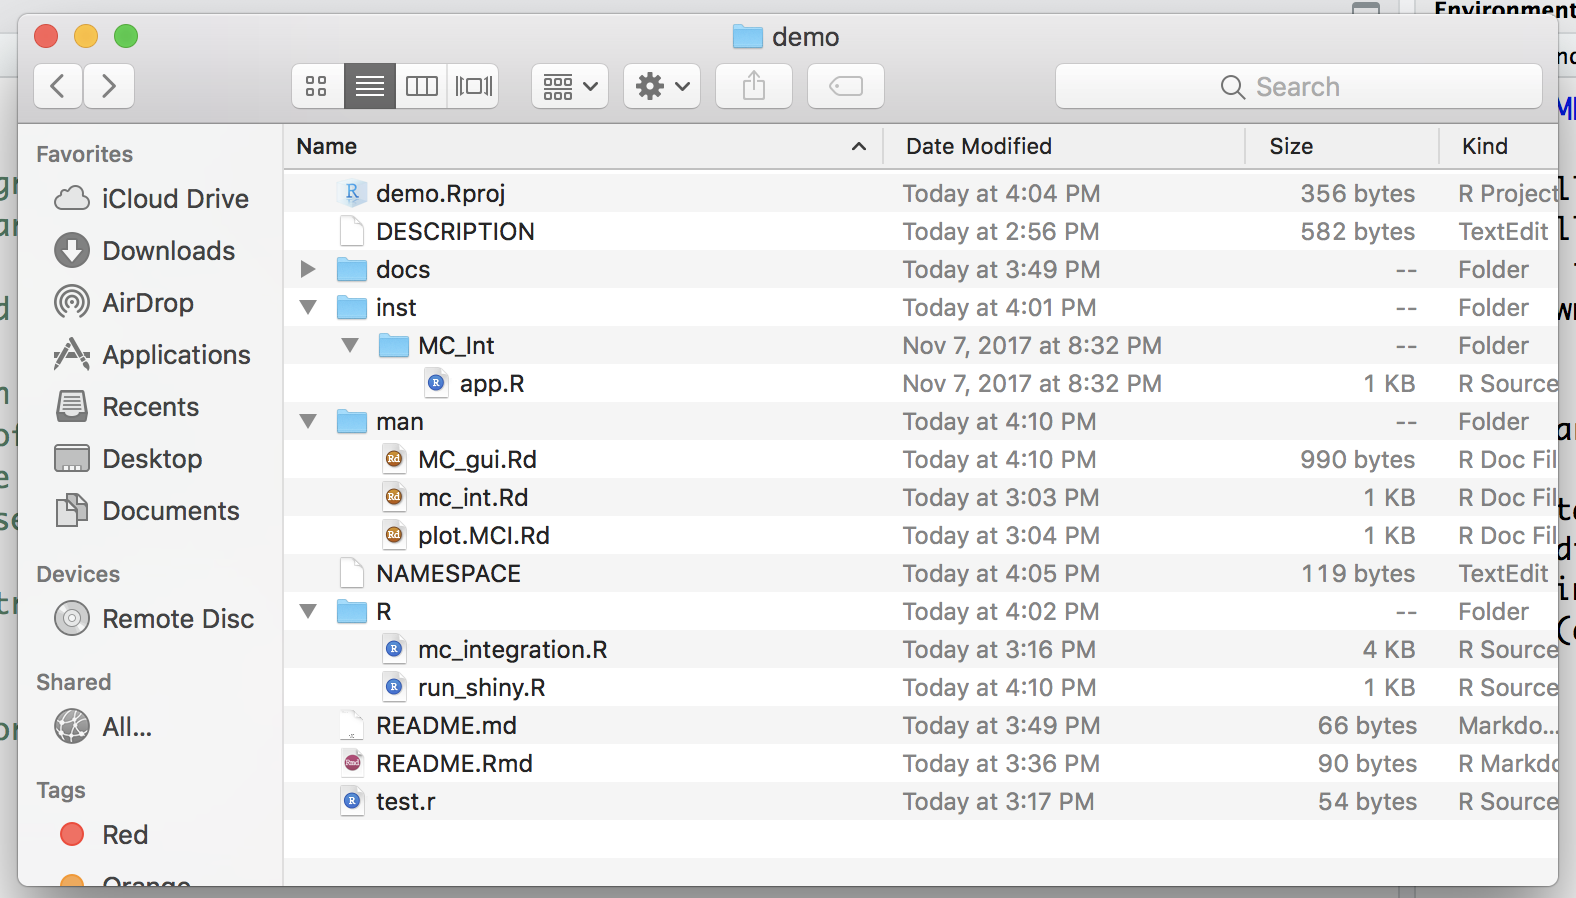 demo
Search
Environment
Favorites
iCloud Drive
Downloads
AirDrop
Applications
Recents
Desktop
Documents
Devices
Remote Disc
Shared
All...
Tags
Red
Orange
Name Date Modified Size Kind
demo.Rproj Today at 4:04 PM 356 bytes R Project
DESCRIPTION Today at 2:56 PM 582 bytes TextEdit
docs Today at 3:49 PM -- Folder
inst Today at 4:01 PM -- Folder
MC_Int Nov 7, 2017 at 8:32 PM -- Folder
app.R Nov 7, 2017 at 8:32 PM 1 KB R Source
man Today at 4:10 PM -- Folder
MC_gui.Rd Today at 4:10 PM 990 bytes R Doc Fil
mc_int.Rd Today at 3:03 PM 1 KB R Doc Fil
plot.MCI.Rd Today at 3:04 PM 1 KB R Doc Fil
NAMESPACE Today at 4:05 PM 119 bytes TextEdit
R Today at 4:02 PM -- Folder
mc_integration.R Today at 3:16 PM 4 KB R Source
run_shiny.R Today at 4:10 PM 1 KB R Source
README.md Today at 3:49 PM 66 bytes Markdo...
README.Rmd Today at 3:36 PM 90 bytes R Markdo
test.r Today at 3:17 PM 54 bytes R Source